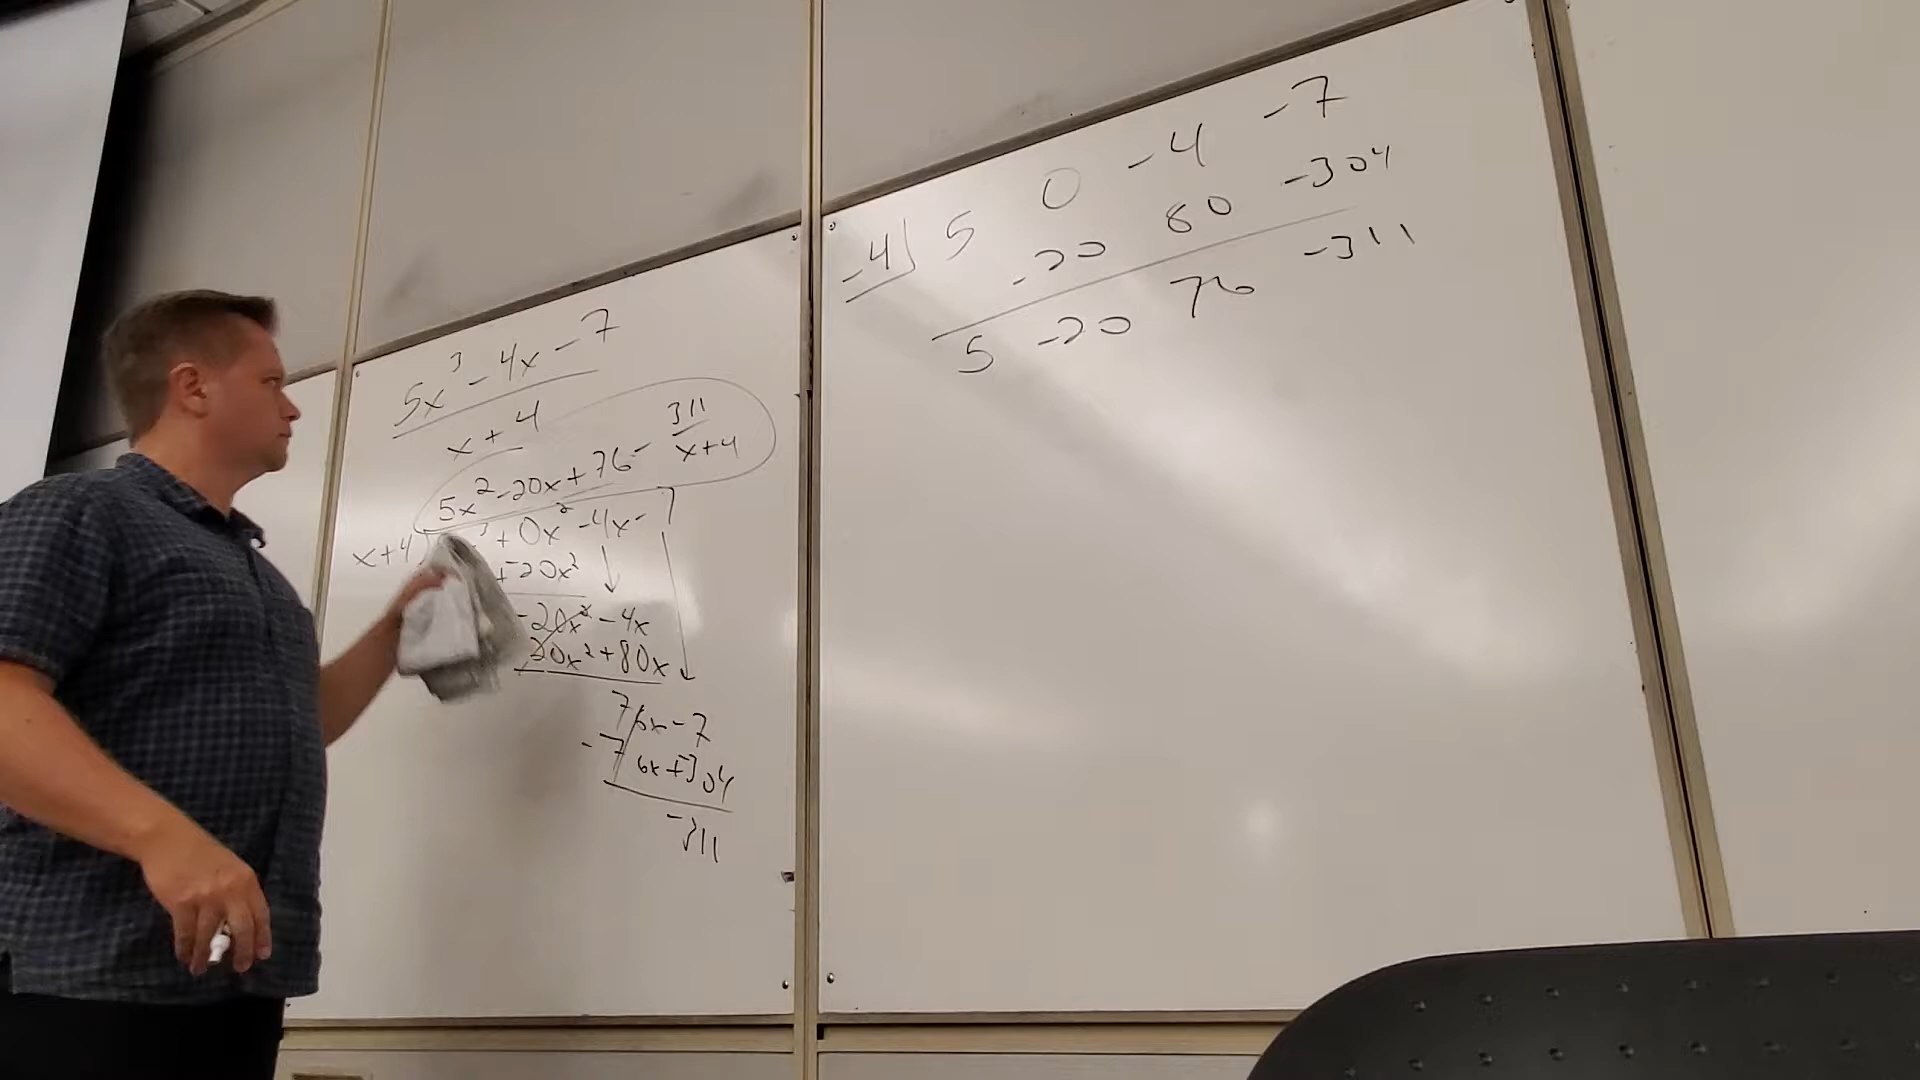 5x³ - 4x - 7
x + 4
5x² - 20x + 76 - 311
x+4
x+4 ³ + 0x² - 4x - 7
+ -20x²
-20x² - 4x
20x² + 80x
76x - 7
-76x + -304
-311
-4 5 0 -4 -7
-20 80 -304
5 -20 76 -311